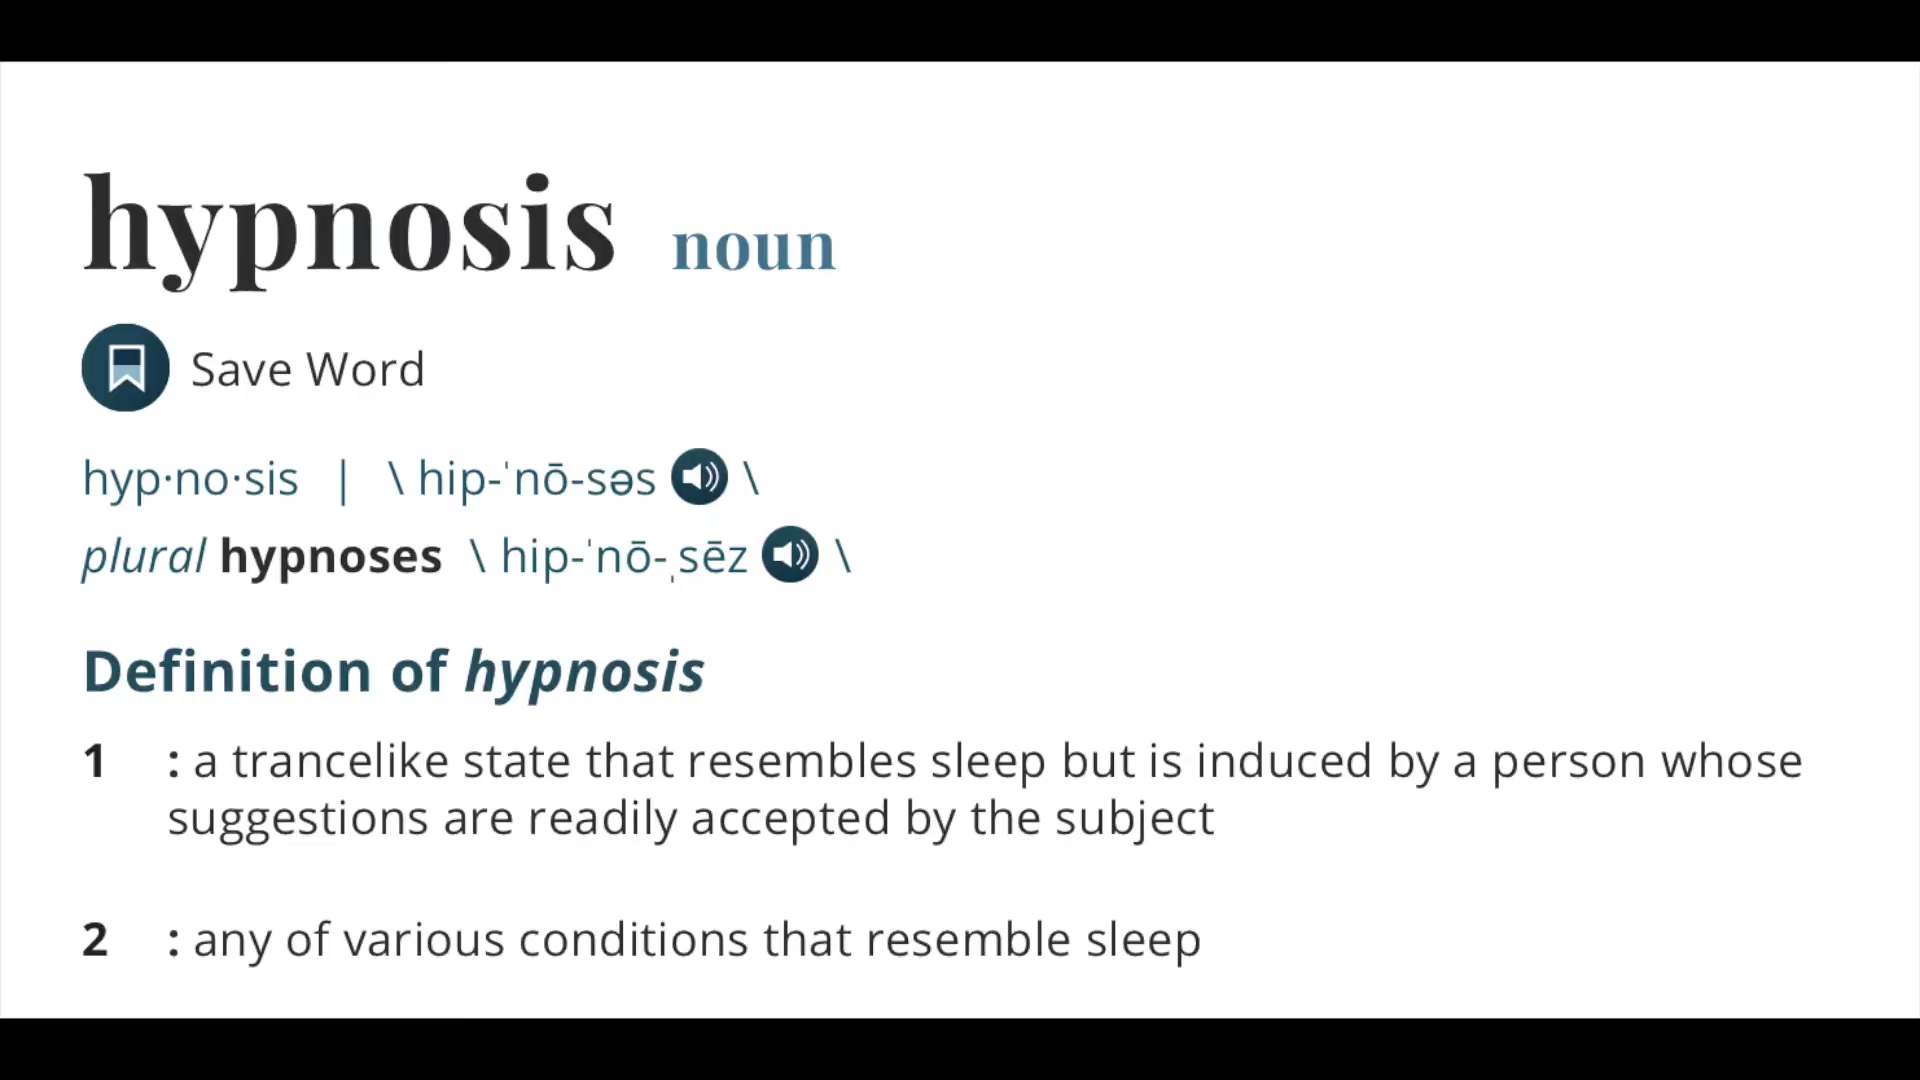 hypnosis noun
Save Word
hyp·no·sis | \ hip-ˈnō-səs \
plural hypnoses \ hip-ˈnō-ˌsēz \
Definition of hypnosis
1 : a trancelike state that resembles sleep but is induced by a person whose
suggestions are readily accepted by the subject
2 : any of various conditions that resemble sleep